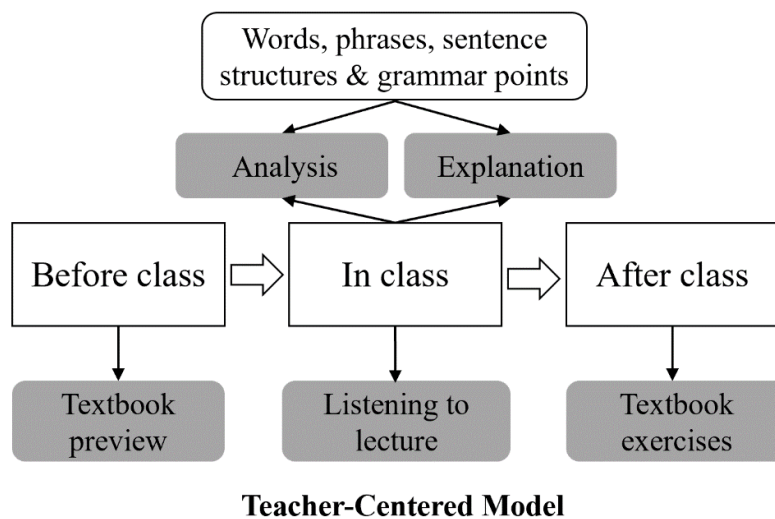 Words, phrases, sentence
structures & grammar points
Analysis
Explanation
Before class
In class
After class
Textbook
preview
Listening to
lecture
Textbook
exercises
Teacher-Centered Model